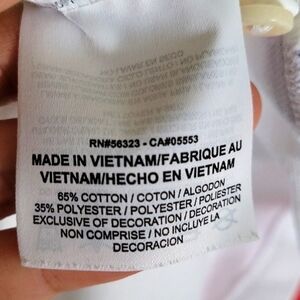 RN#56323 - CA#05553
MADE IN VIETNAM/FABRIQUE AU
VIETNAM/HECHO EN VIETNAM
65% COTTON / COTON / ALGODON
35% POLYESTER / POLYESTER / POLIESTER
EXCLUSIVE OF DECORATION / DECORATION
NON COMPRISE / NO INCLUYE LA
DECORACION